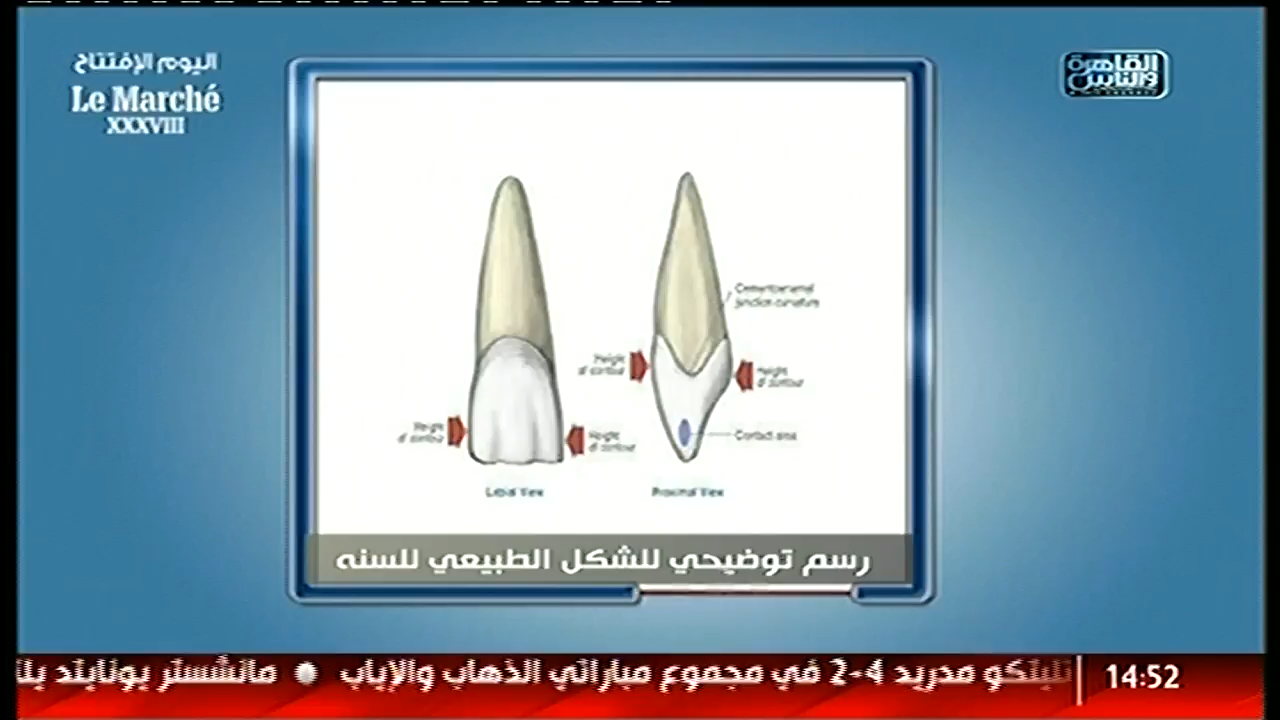 اليوم الإفتتاح
Le Marché
XXXVIII
القاهرة
والناس
Cementoenamel
junction curvature
Height
of contour
Height
of contour
Height
of contour
Height
of contour
Contact area
Labial View
Proximal View
رسم توضيحي للشكل الطبيعي للسنه
تليتكو مدريد 4-2 في مجموع مباراتي الذهاب والإياب ● مانشستر يونايتد يلت
14:52